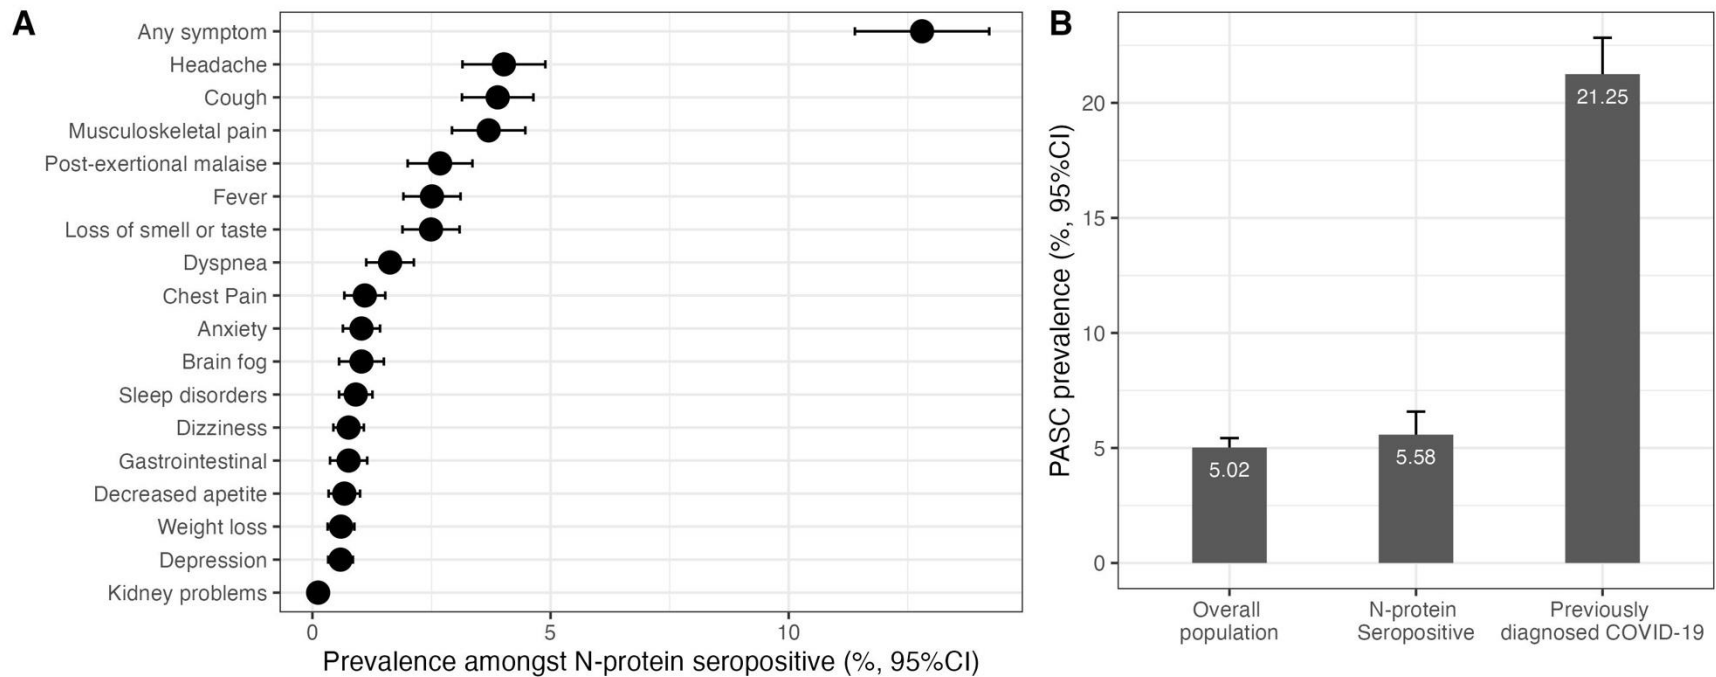 A
Any symptom
Headache
Cough
Musculoskeletal pain
Post-exertional malaise
Fever
Loss of smell or taste
Dyspnea
Chest Pain
Anxiety
Brain fog
Sleep disorders
Dizziness
Gastrointestinal
Decreased apetite
Weight loss
Depression
Kidney problems
0 5 10
Prevalence amongst N-protein seropositive (%, 95%CI)
B
PASC prevalence (%, 95%CI)
20
15
10
5
0
5.02
5.58
21.25
Overall
population
N-protein
Seropositive
Previously
diagnosed COVID-19